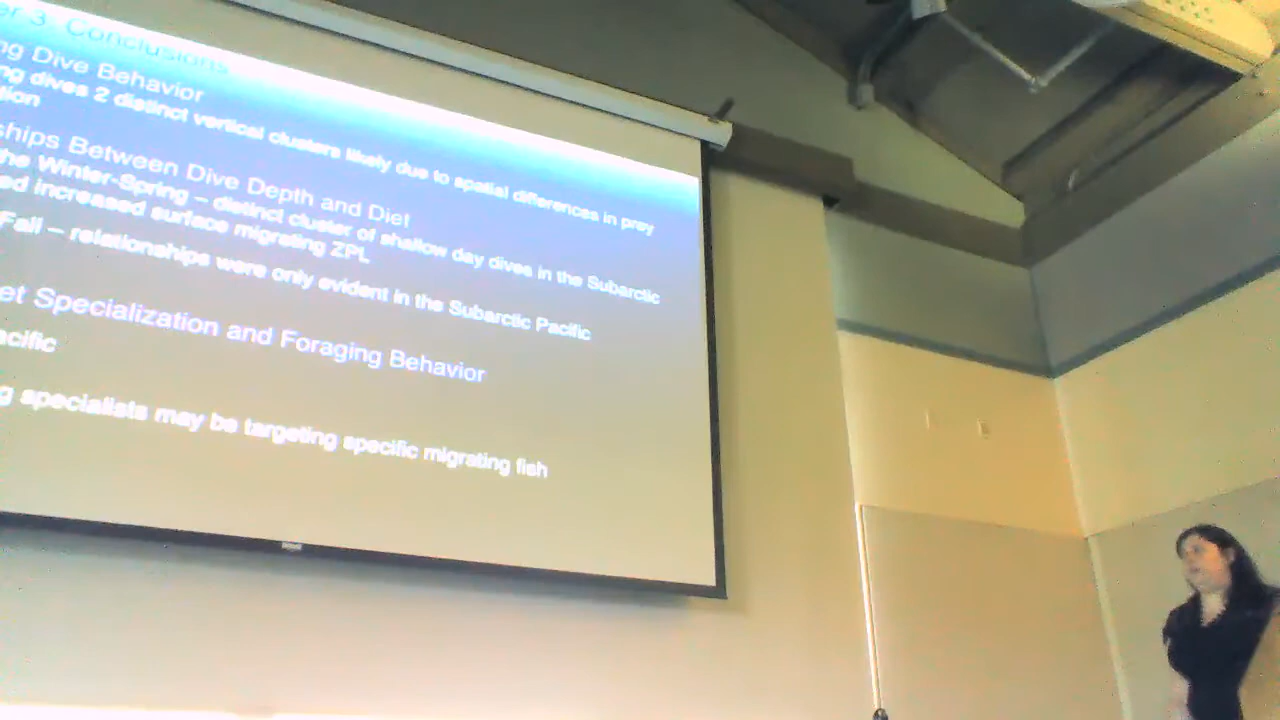 er 3 Conclusions
ng Dive Behavior
ng dives 2 distinct vertical clusters likely due to spatial differences in prey
tion
ships Between Dive Depth and Diet
the Winter-Spring – distinct cluster of shallow day dives in the Subarctic
ed increased surface migrating ZPL
Fall – relationships were only evident in the Subarctic Pacific
et Specialization and Foraging Behavior
acific
g specialists may be targeting specific migrating fish